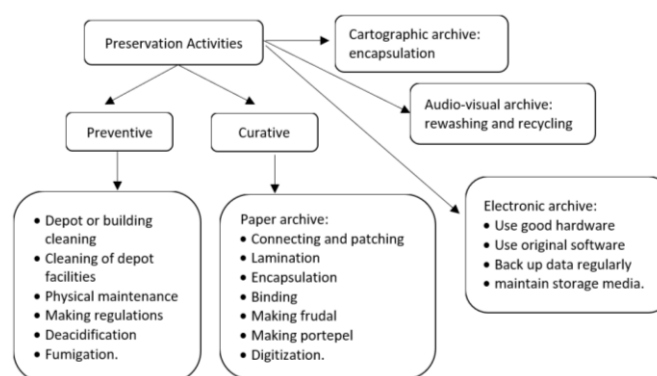 Preservation Activities
Cartographic archive:
encapsulation
Audio-visual archive:
rewashing and recycling
Preventive
Curative
• Depot or building
cleaning
• Cleaning of depot
facilities
• Physical maintenance
• Making regulations
• Deacidification
• Fumigation.
Paper archive:
• Connecting and patching
• Lamination
• Encapsulation
• Binding
• Making frudal
• Making portepel
• Digitization.
Electronic archive:
• Use good hardware
• Use original software
• Back up data regularly
• maintain storage media.